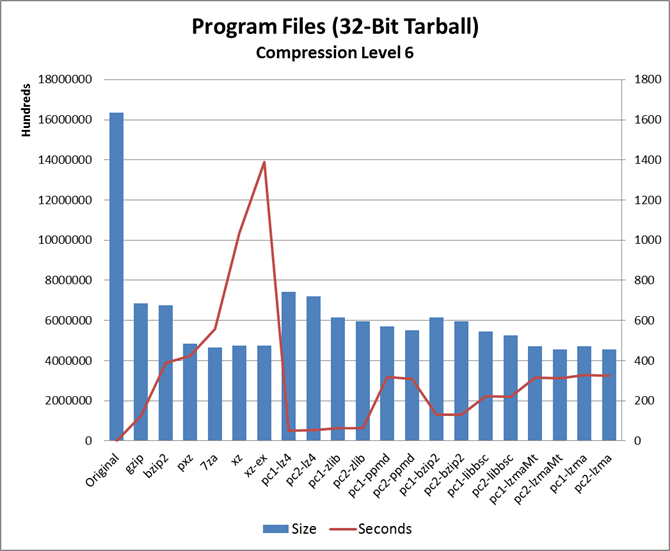 Program Files (32-Bit Tarball)
Compression Level 6
Hundreds
18000000
16000000
14000000
12000000
10000000
8000000
6000000
4000000
2000000
0
1800
1600
1400
1200
1000
800
600
400
200
0
Original
gzip
bzip2
pxz
7za
xz
xz-ex
pc1-lz4
pc2-lz4
pc1-zlib
pc2-zlib
pc1-ppmd
pc2-ppmd
pc1-bzip2
pc2-bzip2
pc1-libbsc
pc2-libbsc
pc1-lzmaMt
pc2-lzmaMt
pc1-lzma
pc2-lzma
Size
Seconds